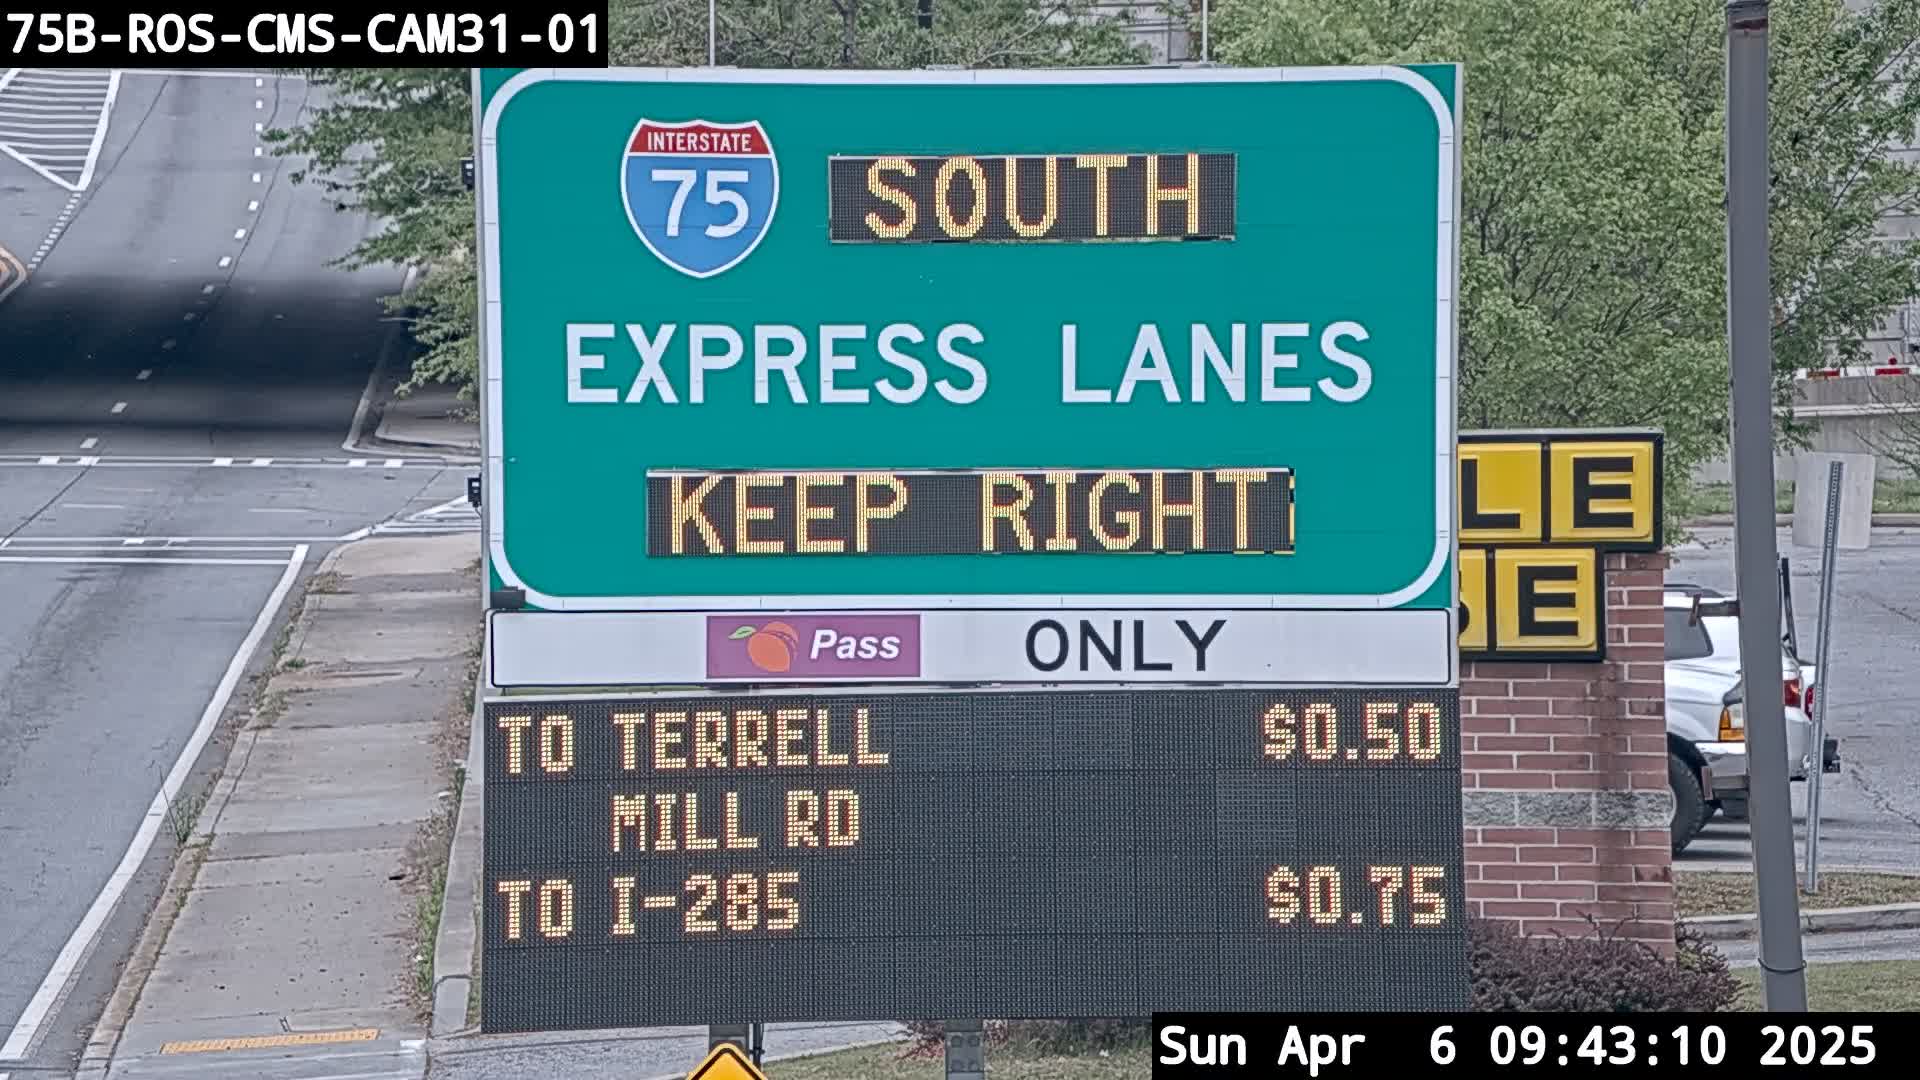 75B-ROS-CMS-CAM31-01
INTERSTATE
75
SOUTH
EXPRESS LANES
KEEP RIGHT
Pass ONLY
TO TERRELL $0.50
MILL RD
TO I-285 $0.75
LE
E
Sun Apr 6 09:43:10 2025